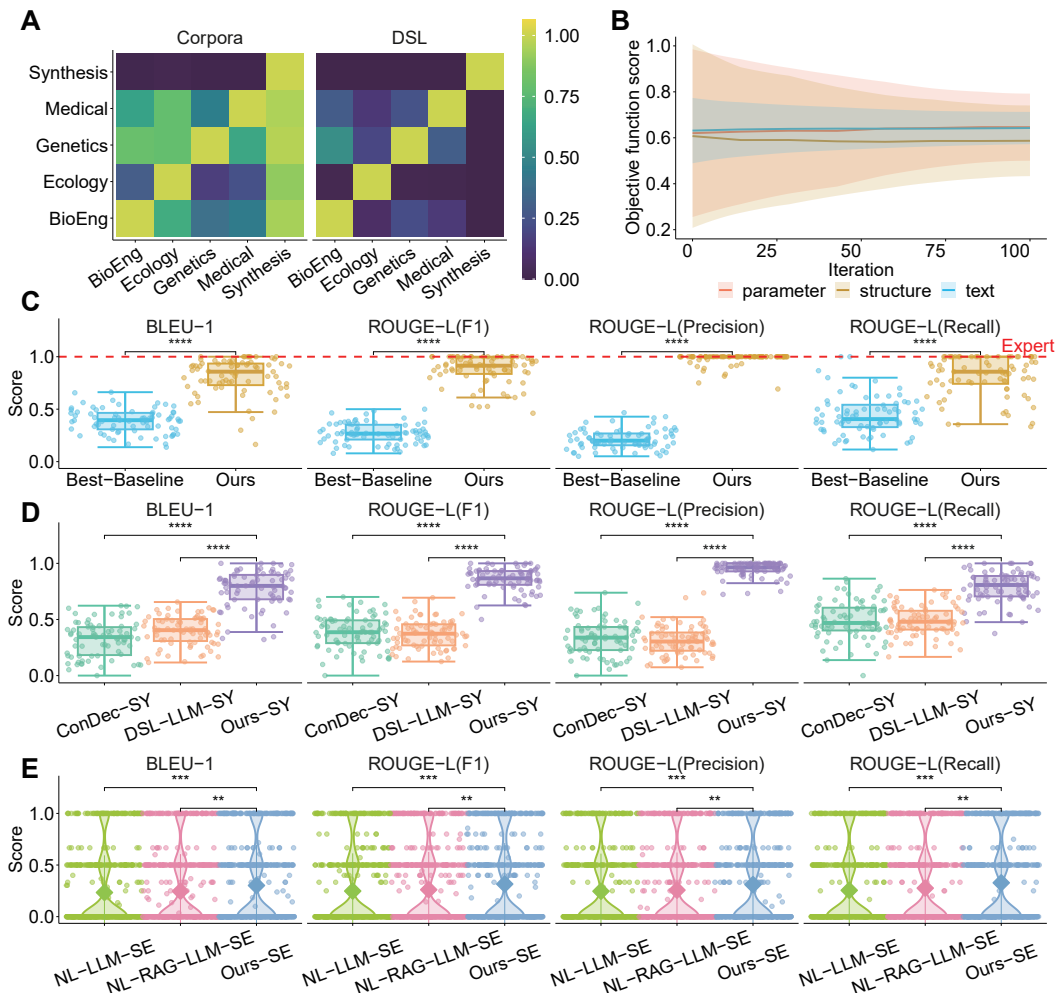 A
Corpora DSL
Synthesis
Medical
Genetics
Ecology
BioEng
BioEng Ecology Genetics Medical Synthesis
BioEng Ecology Genetics Medical Synthesis
1.00
0.75
0.50
0.25
0.00
B
Objective function score
1.0
0.8
0.6
0.4
0.2
0 25 50 75 100
Iteration
parameter structure text
C
BLEU−1 ROUGE−L(F1) ROUGE−L(Precision) ROUGE−L(Recall)
**** **** **** ****
Expert
Score
1.0
0.5
0.0
Best−Baseline Ours Best−Baseline Ours Best−Baseline Ours Best−Baseline Ours
D
BLEU−1 ROUGE−L(F1) ROUGE−L(Precision) ROUGE−L(Recall)
**** **** **** ****
**** **** **** ****
Score
1.0
0.5
0.0
ConDec−SY DSL−LLM−SY Ours−SY ConDec−SY DSL−LLM−SY Ours−SY ConDec−SY DSL−LLM−SY Ours−SY ConDec−SY DSL−LLM−SY Ours−SY
E
BLEU−1 ROUGE−L(F1) ROUGE−L(Precision) ROUGE−L(Recall)
*** *** *** ***
** ** ** **
Score
1.0
0.5
0.0
NL−LLM−SE NL−RAG−LLM−SE Ours−SE NL−LLM−SE NL−RAG−LLM−SE Ours−SE NL−LLM−SE NL−RAG−LLM−SE Ours−SE NL−LLM−SE NL−RAG−LLM−SE Ours−SE